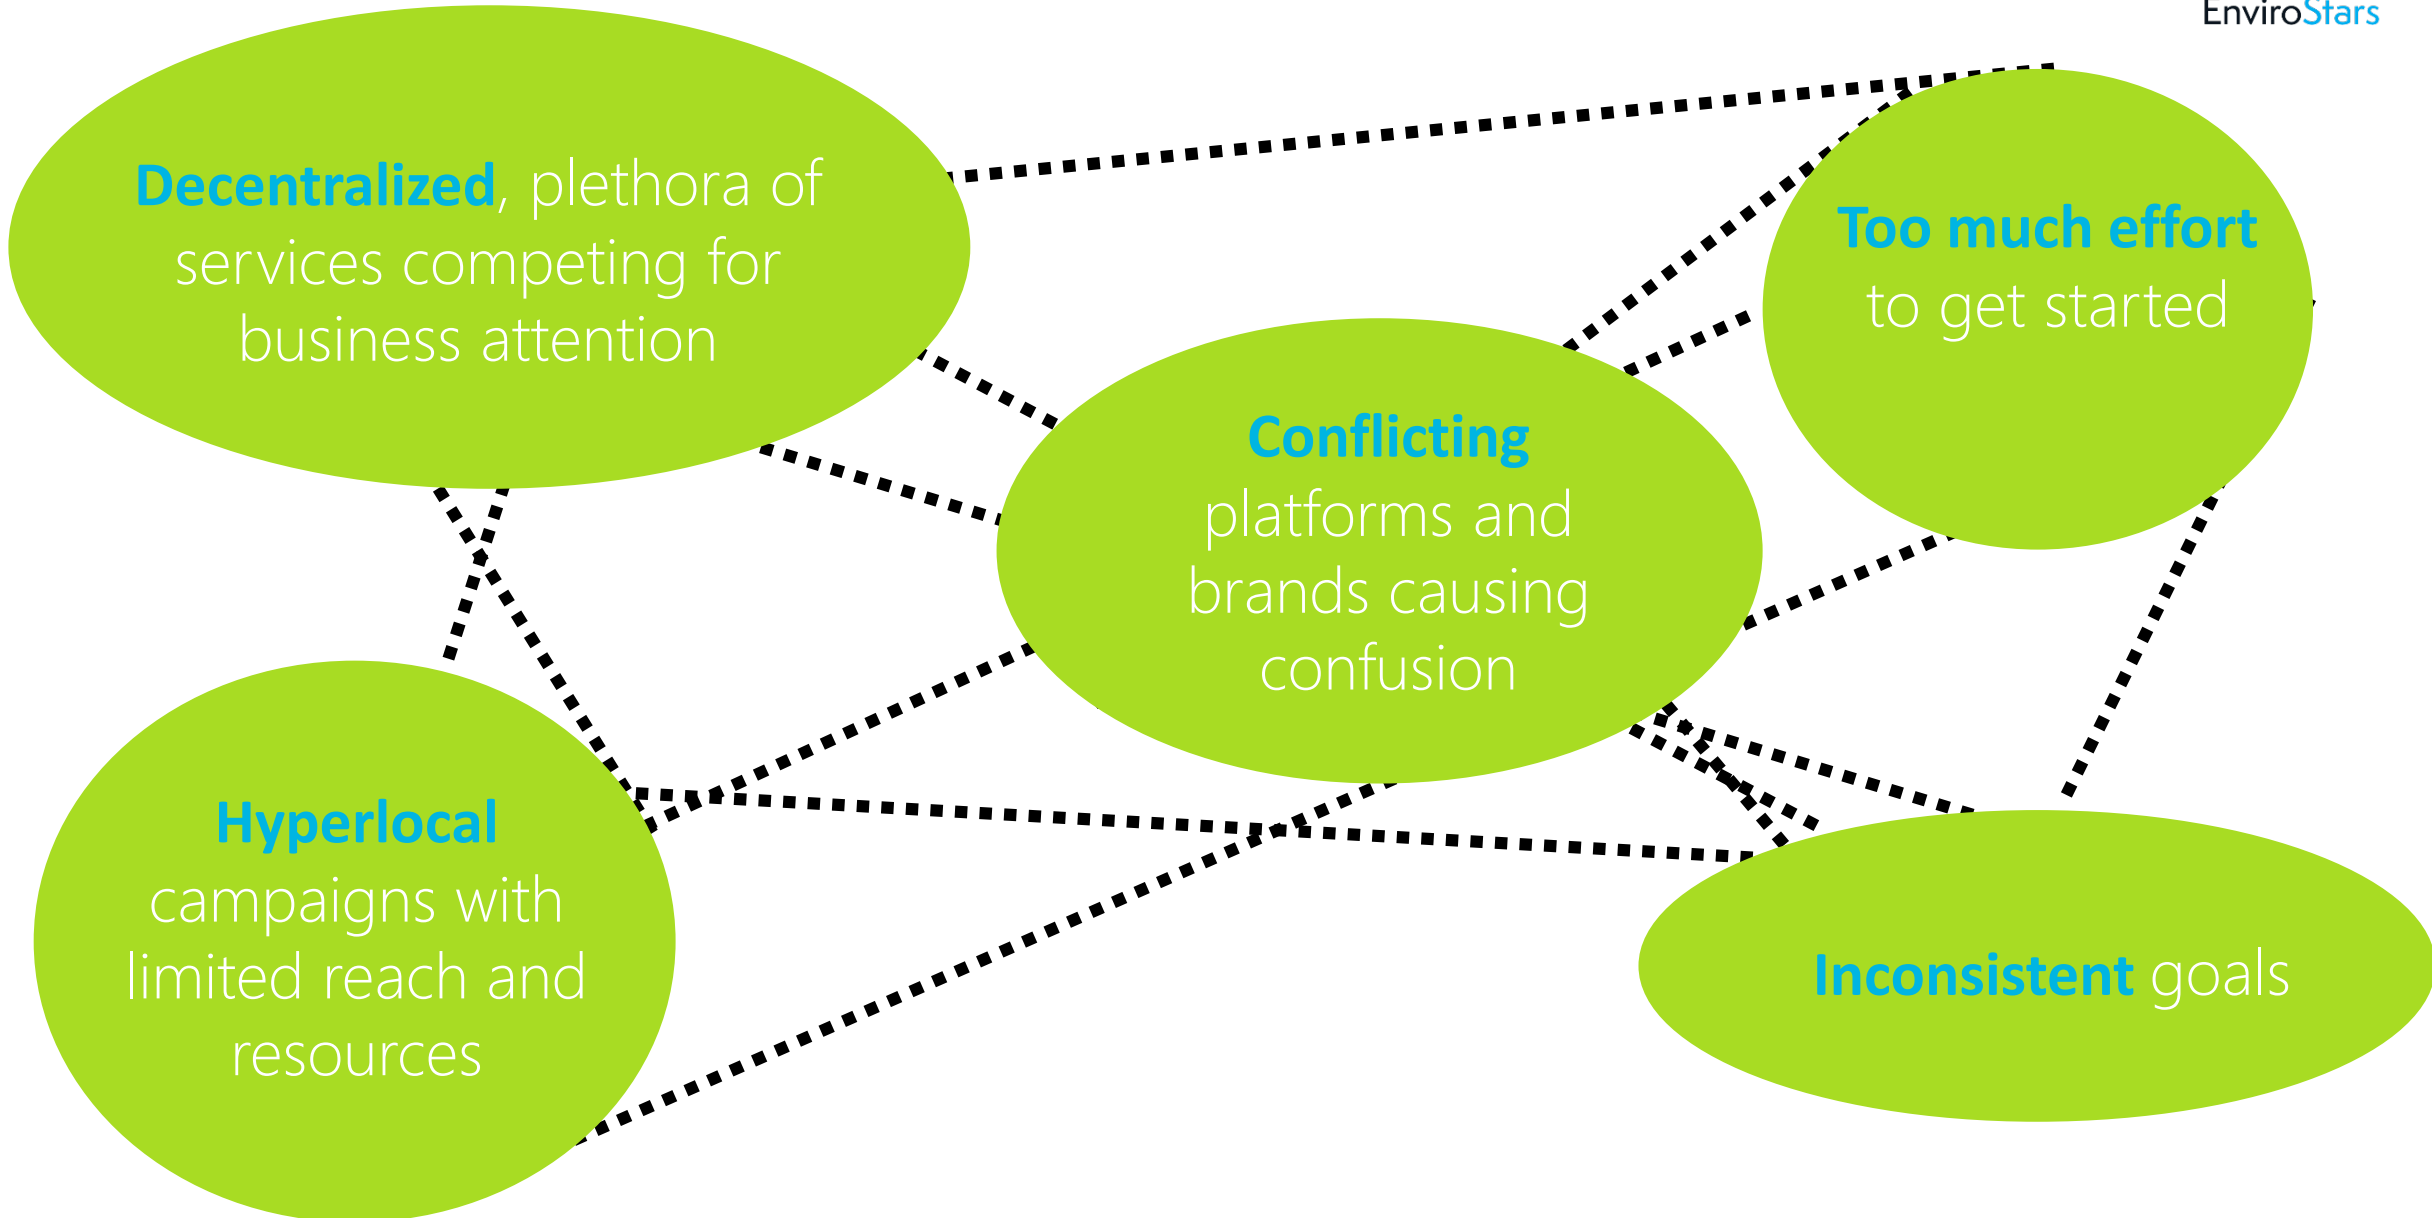 EnviroStars
Decentralized, plethora of
services competing for
business attention
Too much effort
to get started
Conflicting
platforms and
brands causing
confusion
Hyperlocal
campaigns with
limited reach and
resources
Inconsistent goals